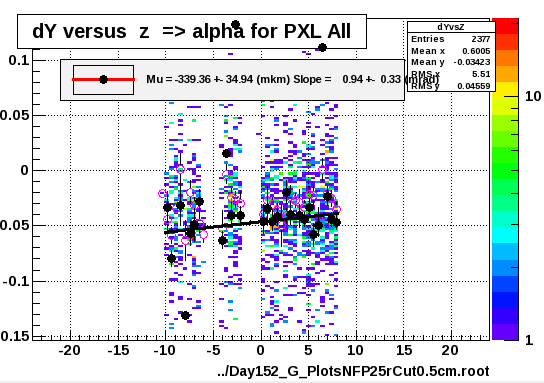 dY versus z => alpha for PXL All
dYvsZ
Entries 2377
Mean x 0.6005
Mean y -0.03423
RMS x 5.51
RMS y 0.04559
Mu = -339.36 +- 34.94 (mkm) Slope = 0.94 +- 0.33 (mrad)
0.1
0.05
0
-0.05
-0.1
0.15
-20 -15 -10 -5 0 5 10 15 20
10
1
../Day152_G_PlotsNFP25rCut0.5cm.root